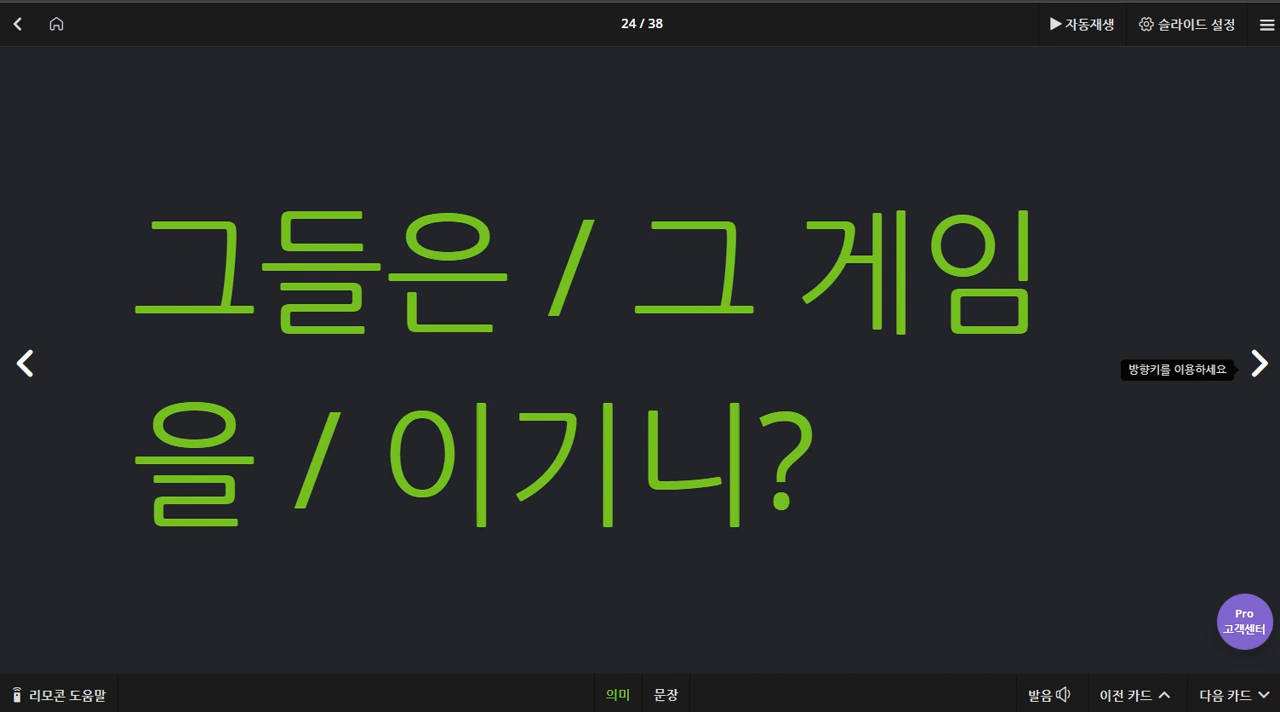 24 / 38
▶ 자동재생
슬라이드 설정
그들은 / 그 게임
을 / 이기니?
방향키를 이용하세요
Pro
고객센터
리모콘 도움말
의미
문장
발음
이전 카드
다음 카드